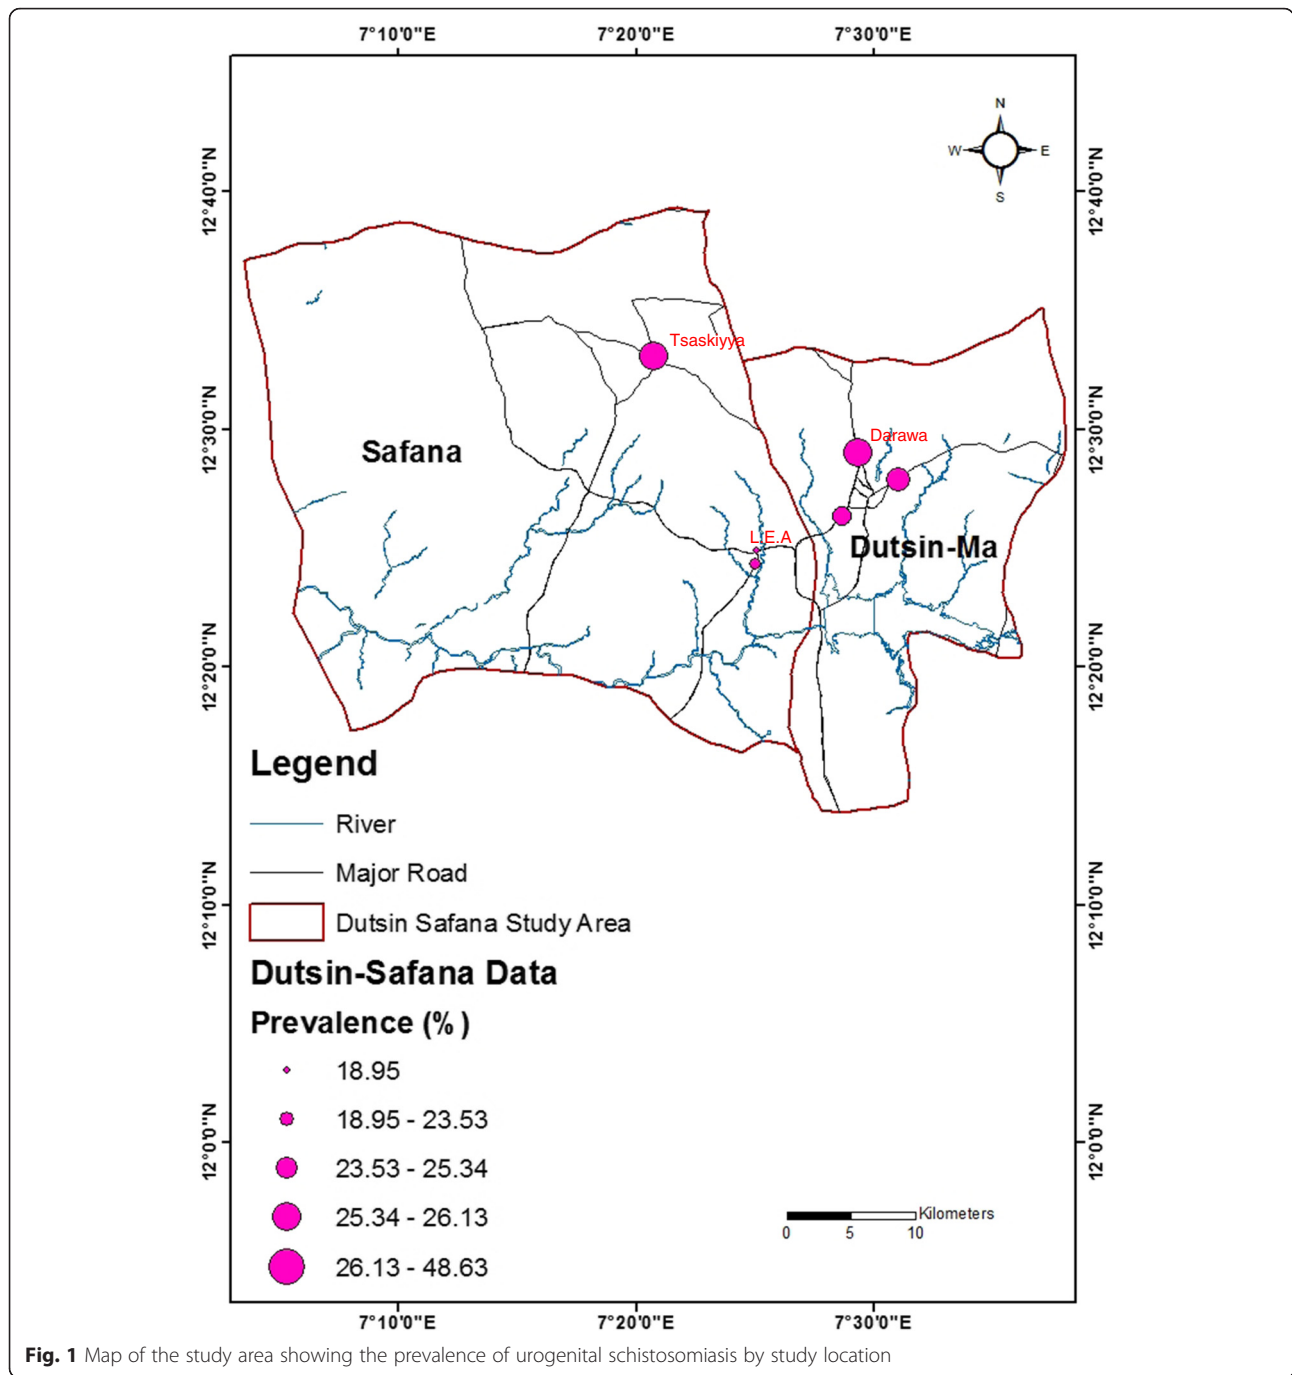 7°10'0"E 7°20'0"E 7°30'0"E
N
W E
S
12°40'0"N 12°40'0"N
Tsaskiyya
12°30'0"N 12°30'0"N
Darawa
Safana
L.E.A
Dutsin-Ma
12°20'0"N 12°20'0"N
Legend
River
Major Road
12°10'0"N 12°10'0"N
Dutsin Safana Study Area
Dutsin-Safana Data
Prevalence (%)
18.95
18.95 - 23.53
12°0'0"N 12°0'0"N
23.53 - 25.34
25.34 - 26.13
Kilometers
0 5 10
26.13 - 48.63
7°10'0"E 7°20'0"E 7°30'0"E
Fig. 1 Map of the study area showing the prevalence of urogenital schistosomiasis by study location